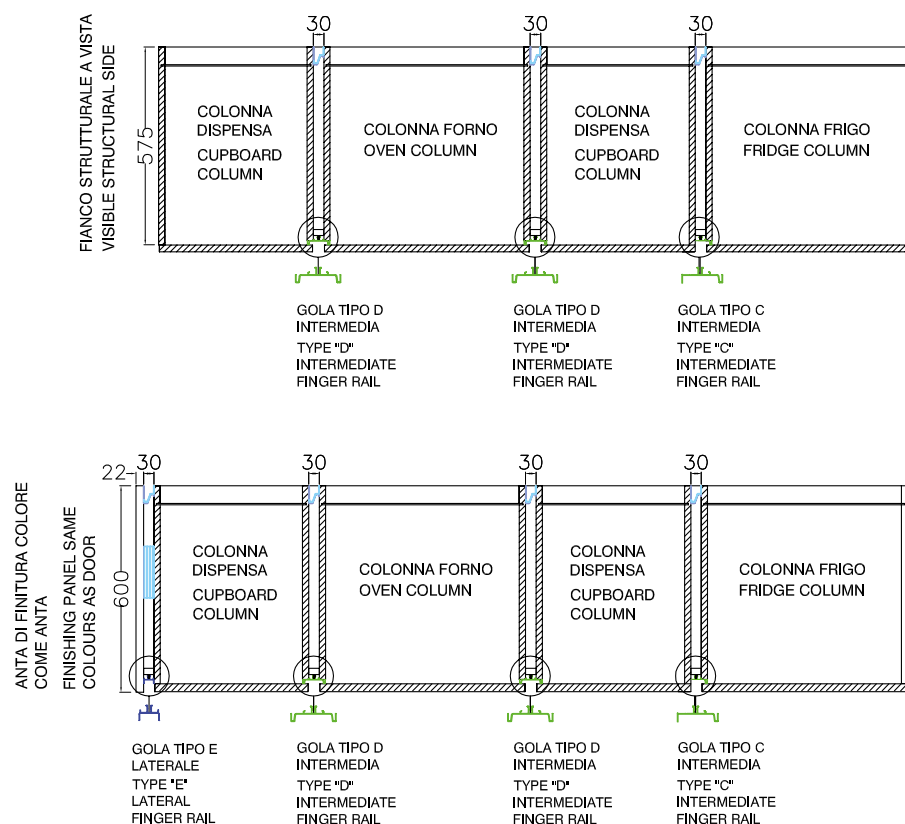 30
30
30
FIANCO STRUTTURALE A VISTA
VISIBLE STRUCTURAL SIDE
575
COLONNA
DISPENSA
CUPBOARD
COLUMN
COLONNA FORNO
OVEN COLUMN
COLONNA
DISPENSA
CUPBOARD
COLUMN
COLONNA FRIGO
FRIDGE COLUMN
GOLA TIPO D
INTERMEDIA
TYPE "D"
INTERMEDIATE
FINGER RAIL
GOLA TIPO D
INTERMEDIA
TYPE "D"
INTERMEDIATE
FINGER RAIL
GOLA TIPO C
INTERMEDIA
TYPE "C"
INTERMEDIATE
FINGER RAIL
22
30
30
30
30
ANTA DI FINITURA COLORE
COME ANTA
FINISHING PANEL SAME
COLOURS AS DOOR
600
COLONNA
DISPENSA
CUPBOARD
COLUMN
COLONNA FORNO
OVEN COLUMN
COLONNA
DISPENSA
CUPBOARD
COLUMN
COLONNA FRIGO
FRIDGE COLUMN
GOLA TIPO E
LATERALE
TYPE "E"
LATERAL
FINGER RAIL
GOLA TIPO D
INTERMEDIA
TYPE "D"
INTERMEDIATE
FINGER RAIL
GOLA TIPO D
INTERMEDIA
TYPE "D"
INTERMEDIATE
FINGER RAIL
GOLA TIPO C
INTERMEDIA
TYPE "C"
INTERMEDIATE
FINGER RAIL